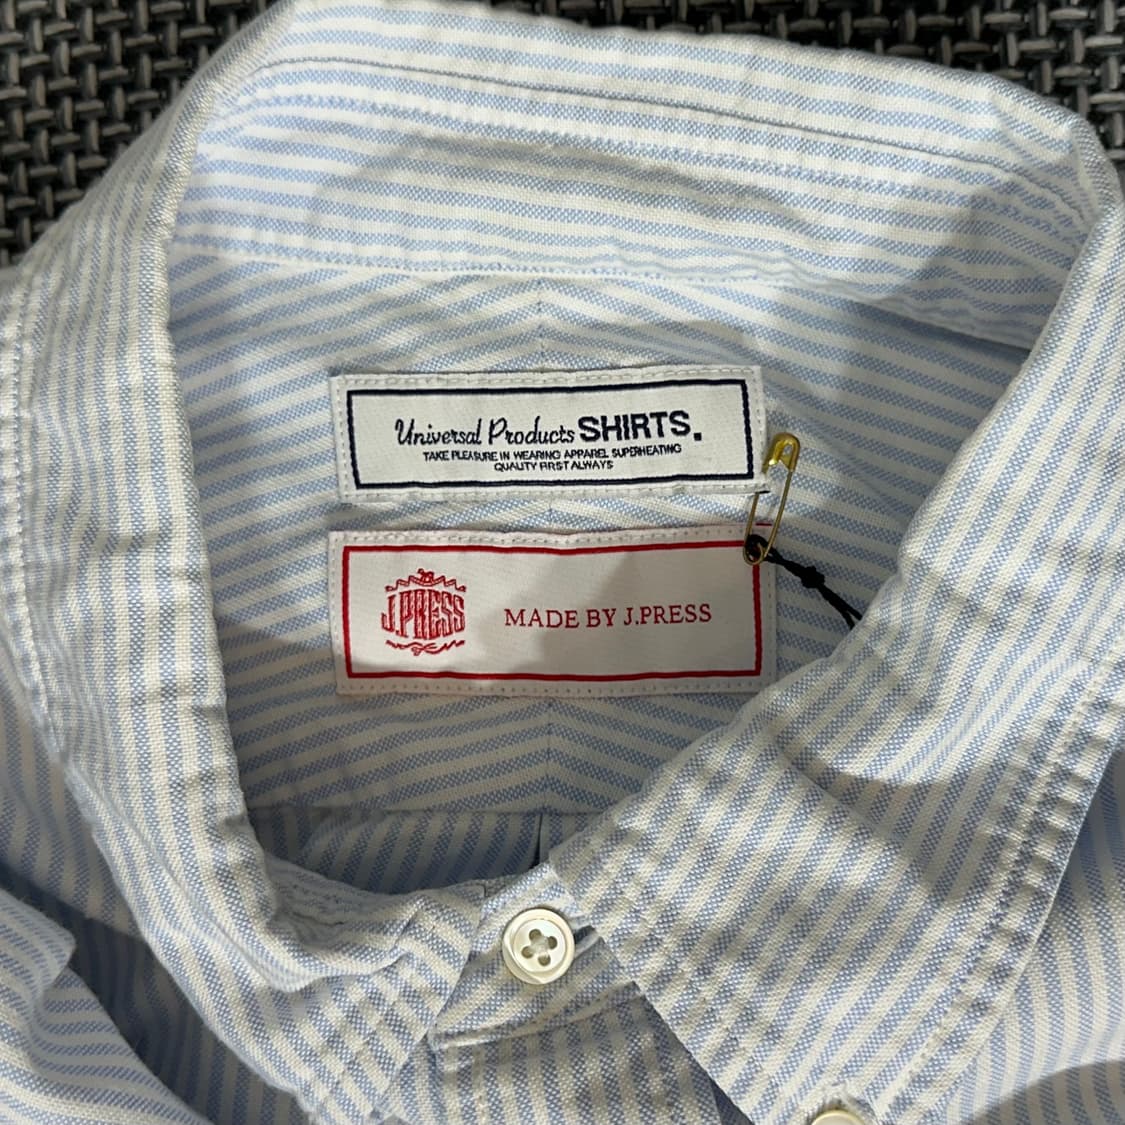 Universal Products SHIRTS.
TAKE PLEASURE IN WEARING APPAREL SUPERHEATING
QUALITY FIRST ALWAYS
J.PRESS
MADE BY J.PRESS